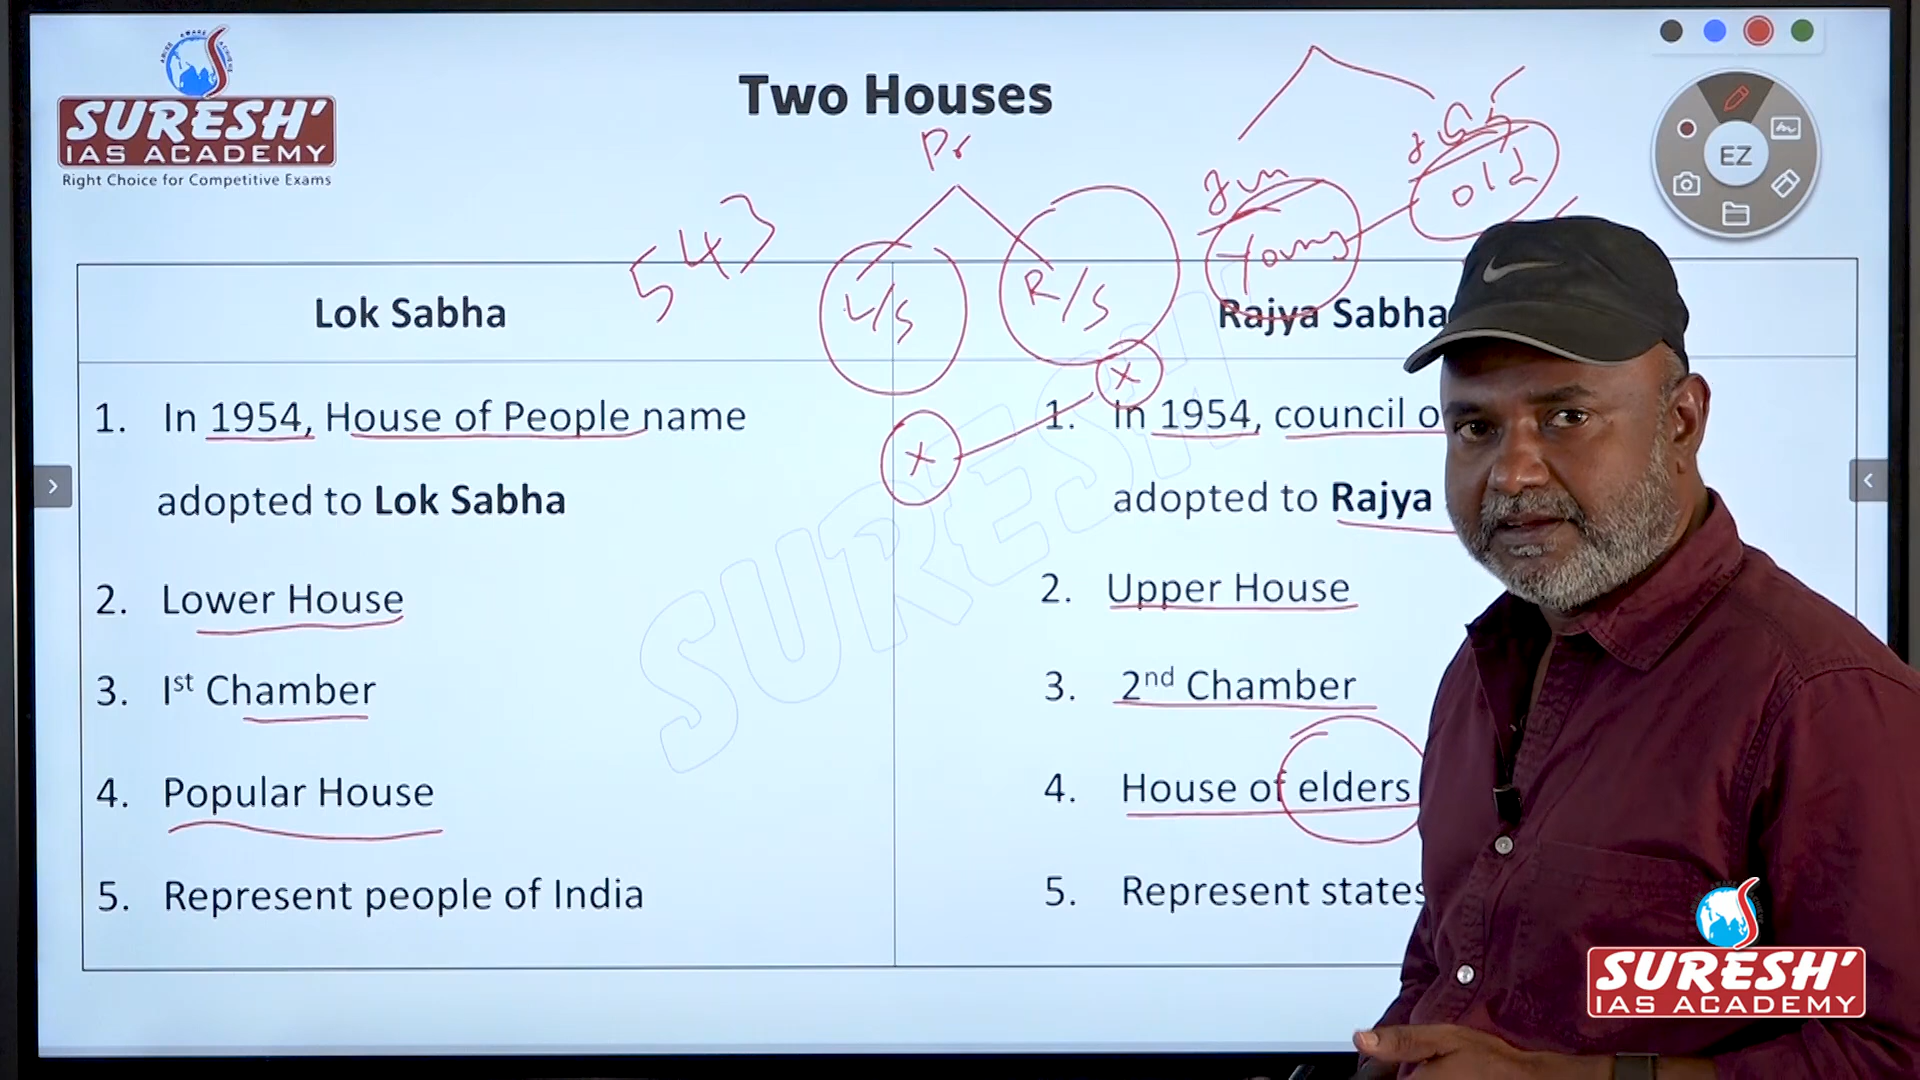 AWAKE
SURESH'
IAS ACADEMY
Right Choice for Competitive Exams
Two Houses
EZ
Pr
543
L/S
R/S
Young
old
Lok Sabha
Rajya Sabha
1. In 1954, House of People name
adopted to Lok Sabha
2. Lower House
3. Ist Chamber
4. Popular House
5. Represent people of India
X
X
1. In 1954, council o
adopted to Rajya
2. Upper House
3. 2nd Chamber
4. House of elders
5. Represent states
SURESH'
SURESH'
IAS ACADEMY